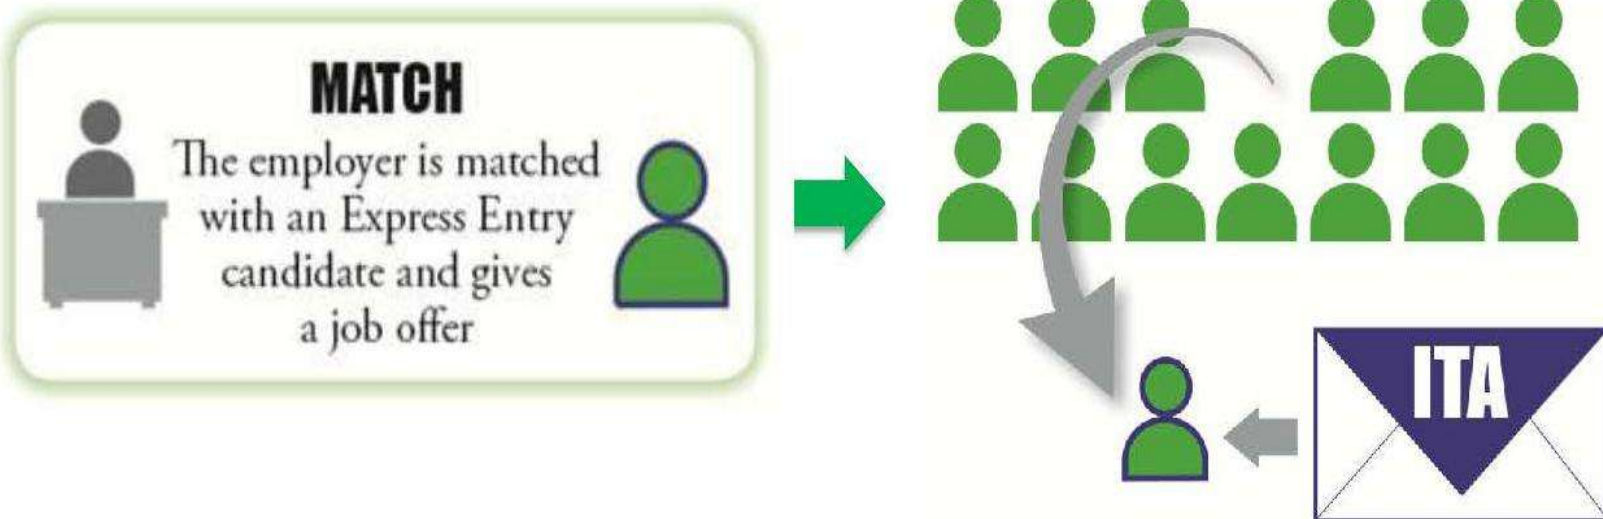 MATCH
The employer is matched
with an Express Entry
candidate and gives
a job offer
ITA